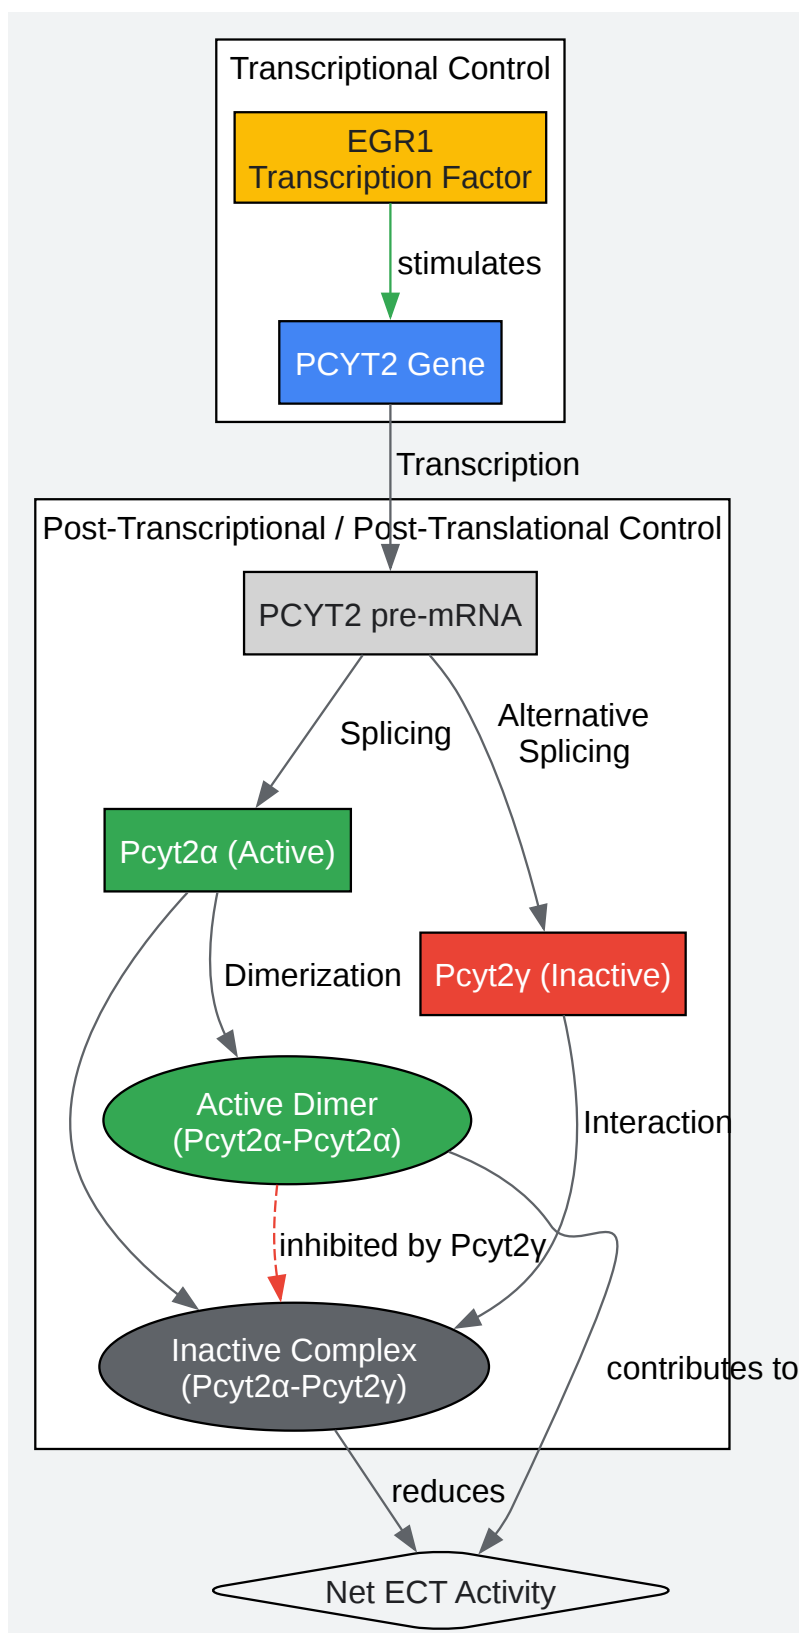 Transcriptional Control
EGR1
Transcription Factor
stimulates
PCYT2 Gene
Transcription
Post-Transcriptional / Post-Translational Control
PCYT2 pre-mRNA
Splicing
Alternative
Splicing
Pcyt2α (Active)
Dimerization
Pcyt2γ (Inactive)
Active Dimer
(Pcyt2α-Pcyt2α)
Interaction
inhibited by Pcyt2γ
Inactive Complex
(Pcyt2α-Pcyt2γ)
contributes to
reduces
Net ECT Activity